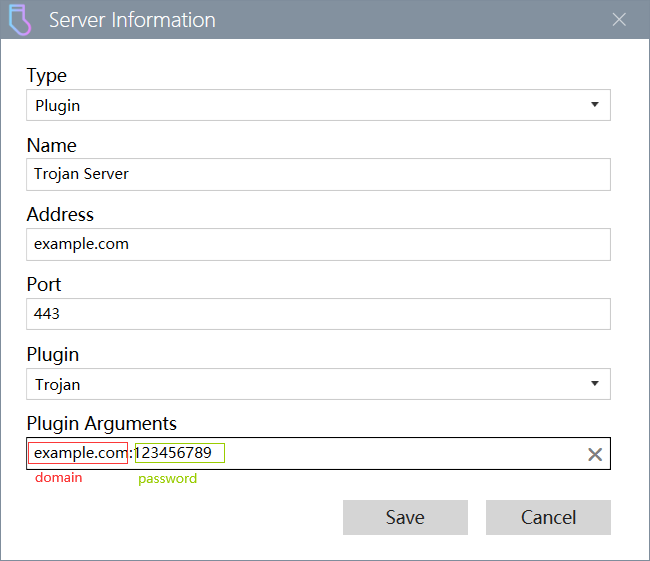 Server Information
Type
Plugin
Name
Trojan Server
Address
example.com
Port
443
Plugin
Trojan
Plugin Arguments
example.com:123456789
domain password
Save Cancel